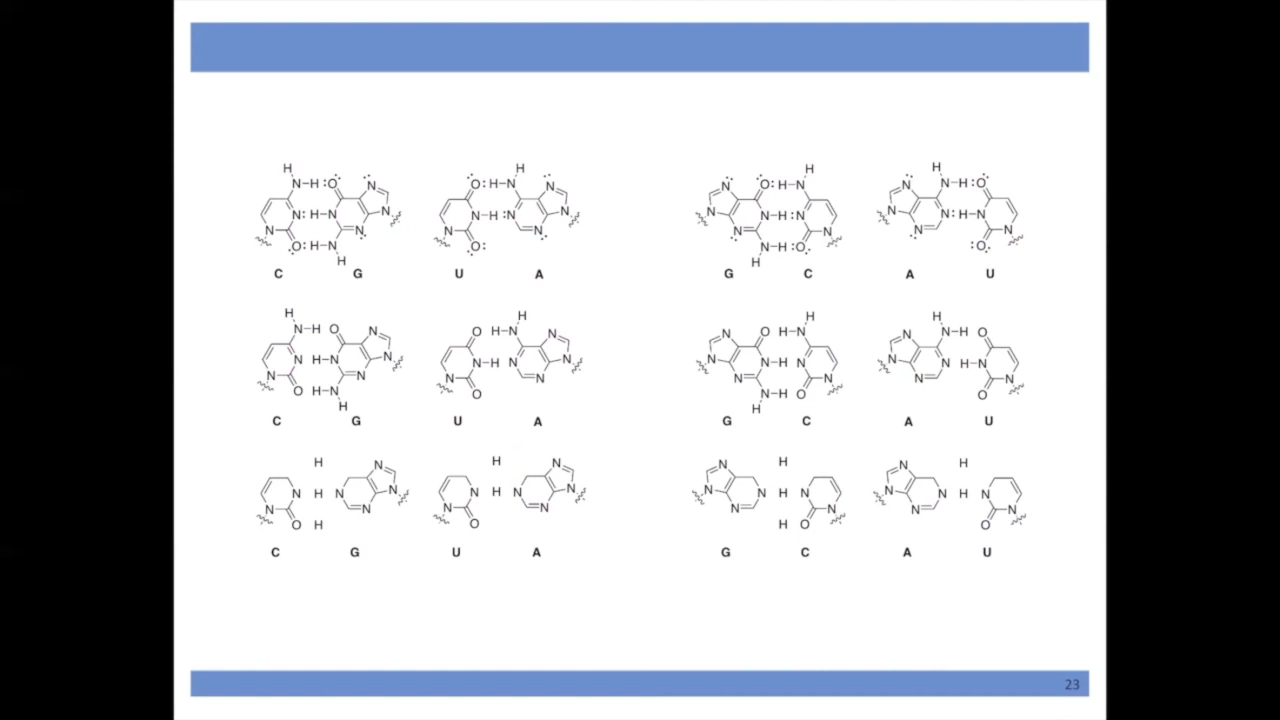 H H H H
N–H :O: N O: H–N N N O: H–N N N–H :O:
N: H–N N N–H :N N N N–H :N N N: H–N
N N N N N N N N
O: H–N O: N–H :O: :O:
H H
C G U A G C A U
H H H H
N–H O N O H–N N N O H–N N N–H O
N H–N N N–H N N N N–H N N N H–N
N N N N N N N N
O H–N O N–H O O
H H
C G U A G C A U
H N H N N H N H
N H N N N H N N N N H N N N H N
N N N N N N N N
O H O H O O
C G U A G C A U
23